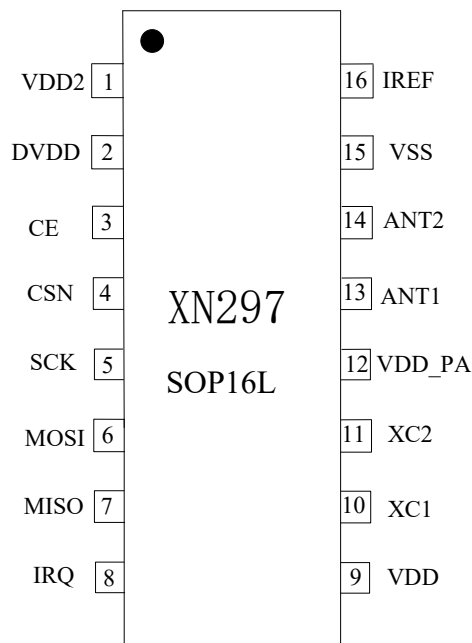 VDD2 1 16 IREF
DVDD 2 15 VSS
CE 3 14 ANT2
CSN 4 13 ANT1
XN297
SCK 5 12 VDD_PA
SOP16L
MOSI 6 11 XC2
MISO 7 10 XC1
IRQ 8 9 VDD